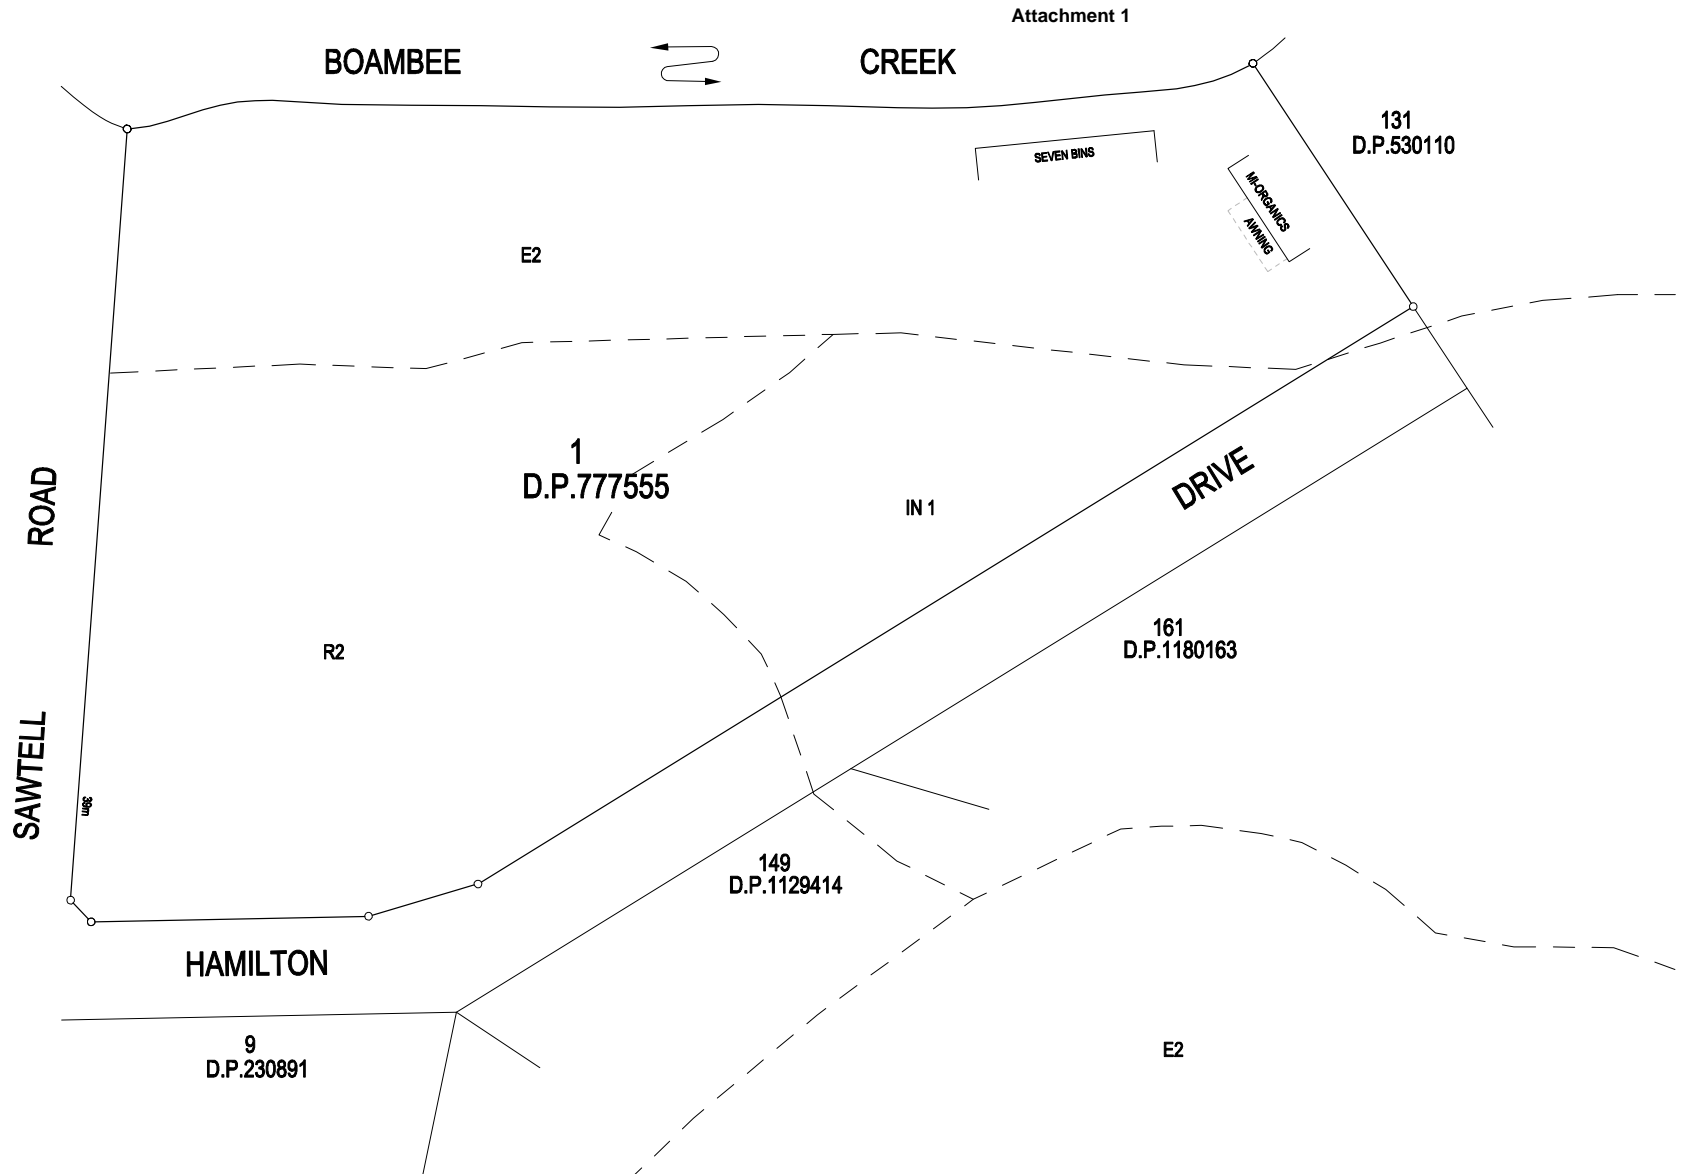 Attachment 1
BOAMBEE CREEK
131
D.P.530110
SEVEN BINS
MI-ORGANICS
AWNING
E2
1
D.P.777555
IN 1
DRIVE
ROAD
161
D.P.1180163
R2
SAWTELL
39m
149
D.P.1129414
HAMILTON
9
D.P.230891
E2